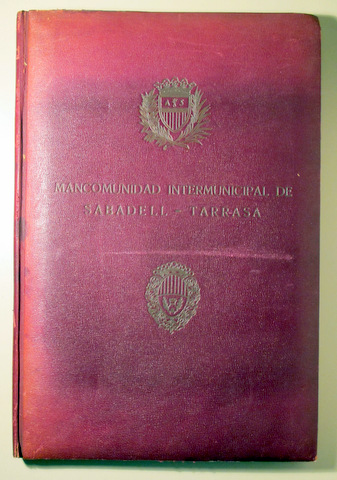 A S
MANCOMUNIDAD INTERMUNICIPAL DE
SABADELL - TARRASA